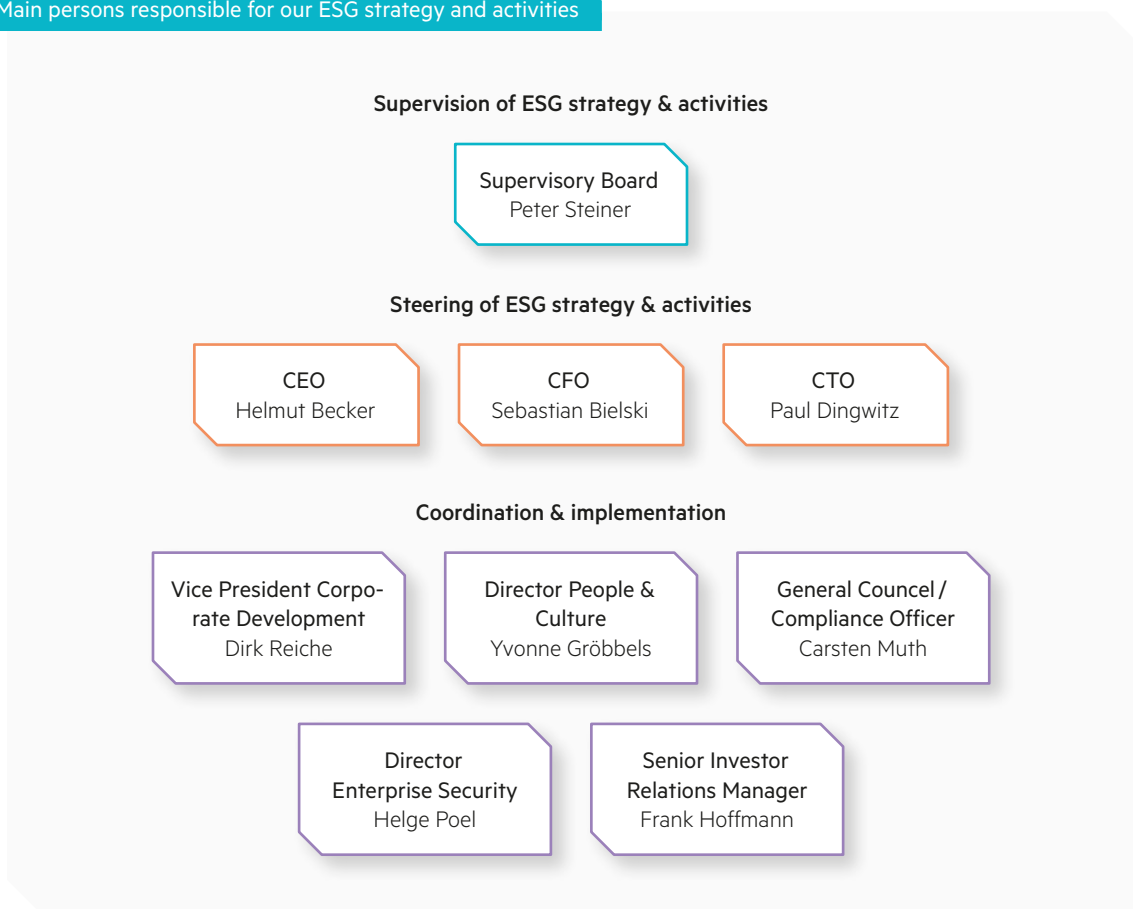 Main persons responsible for our ESG strategy and activities
Supervision of ESG strategy & activities
Supervisory Board
Peter Steiner
Steering of ESG strategy & activities
CEO
Helmut Becker
CFO
Sebastian Bielski
CTO
Paul Dingwitz
Coordination & implementation
Vice President Corpo-
rate Development
Dirk Reiche
Director People &
Culture
Yvonne Gröbbels
General Councel /
Compliance Officer
Carsten Muth
Director
Enterprise Security
Helge Poel
Senior Investor
Relations Manager
Frank Hoffmann